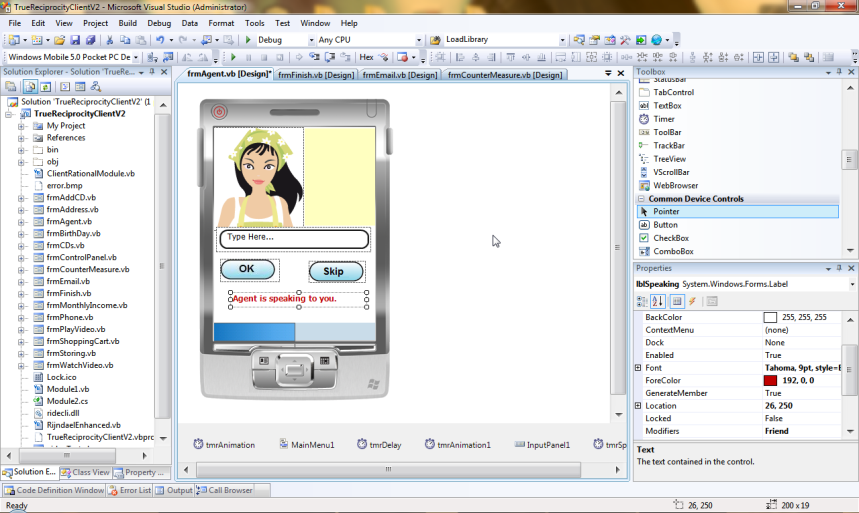 TrueReciprocityClientV2 - Microsoft Visual Studio (Administrator)
File Edit View Project Build Debug Data Format Tools Test Window Help
Debug Any CPU LoadLibrary
Windows Mobile 5.0 Pocket PC De Hex
Solution Explorer - Solution 'TrueRe...
frmAgent.vb [Design]* frmFinish.vb [Design] frmEmail.vb [Design] frmCounterMeasure.vb [Design]
Toolbox
Solution 'TrueReciprocityClientV2' (1
TrueReciprocityClientV2
My Project
References
bin
obj
ClientRationalModule.vb
error.bmp
frmAddCD.vb
frmAddress.vb
frmAgent.vb
frmBirthDay.vb
frmCDs.vb
frmControlPanel.vb
frmCounterMeasure.vb
frmEmail.vb
frmFinish.vb
frmMonthlyIncome.vb
frmPhone.vb
frmPlayVideo.vb
frmShoppingCart.vb
frmStoring.vb
frmWatchVideo.vb
Lock.ico
Module1.vb
Module2.cs
ridecli.dll
RijndaelEnhanced.vb
TrueReciprocityClientV2.vbpro
Solution E... Class View Property ...
Type Here...
OK Skip
Agent is speaking to you.
tmrAnimation MainMenu1 tmrDelay tmrAnimation1 InputPanel1 tmrSp
StatusBar
TabControl
TextBox
Timer
ToolBar
TrackBar
TreeView
VScrollBar
WebBrowser
Common Device Controls
Pointer
Button
CheckBox
ComboBox
Properties
lblSpeaking System.Windows.Forms.Label
BackColor 255, 255, 255
ContextMenu (none)
Dock None
Enabled True
Font Tahoma, 9pt, style=B
ForeColor 192, 0, 0
GenerateMember True
Location 26, 250
Locked False
Modifiers Friend
Text
The text contained in the control.
Code Definition Window Error List Output Call Browser
Ready 26, 250 200 x 19